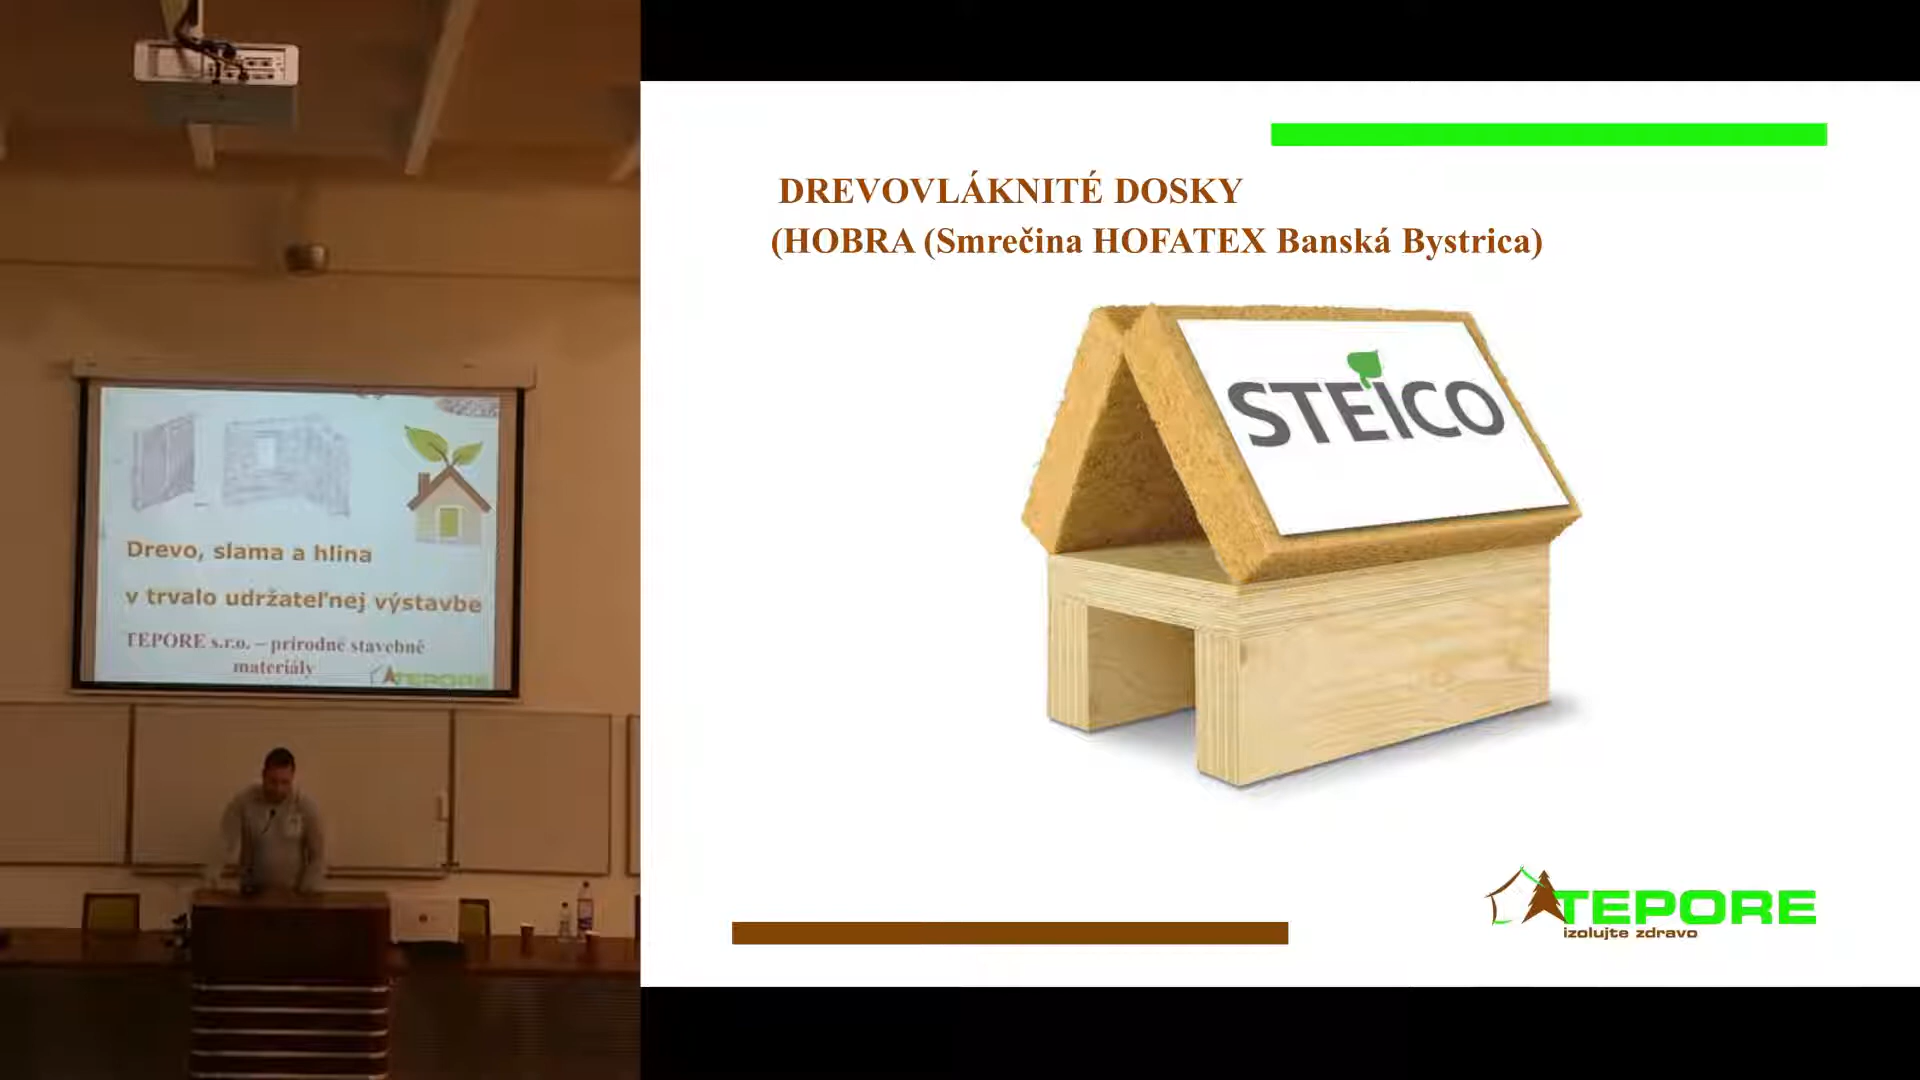 Drevo, slama a hlina
v trvalo udržateľnej výstavbe
TEPORE s.r.o. – prírodné stavebné
materiály
TEPORE
DREVOVLÁKNITÉ DOSKY
(HOBRA (Smrečina HOFATEX Banská Bystrica)
STEICO
TEPORE
izolujte zdravo